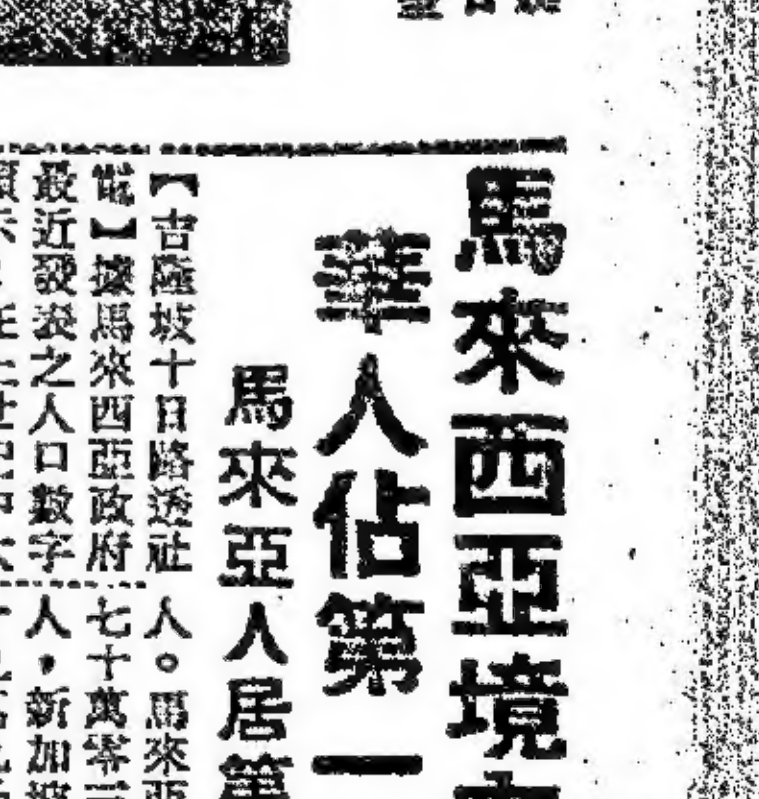 馬來西亞境
華人佔第一
馬來亞人居第
【吉隆坡十日路透社
電】據馬來西亞政府
最近發表之人口數字
人。馬來亞
七十萬零三
人，新加坡